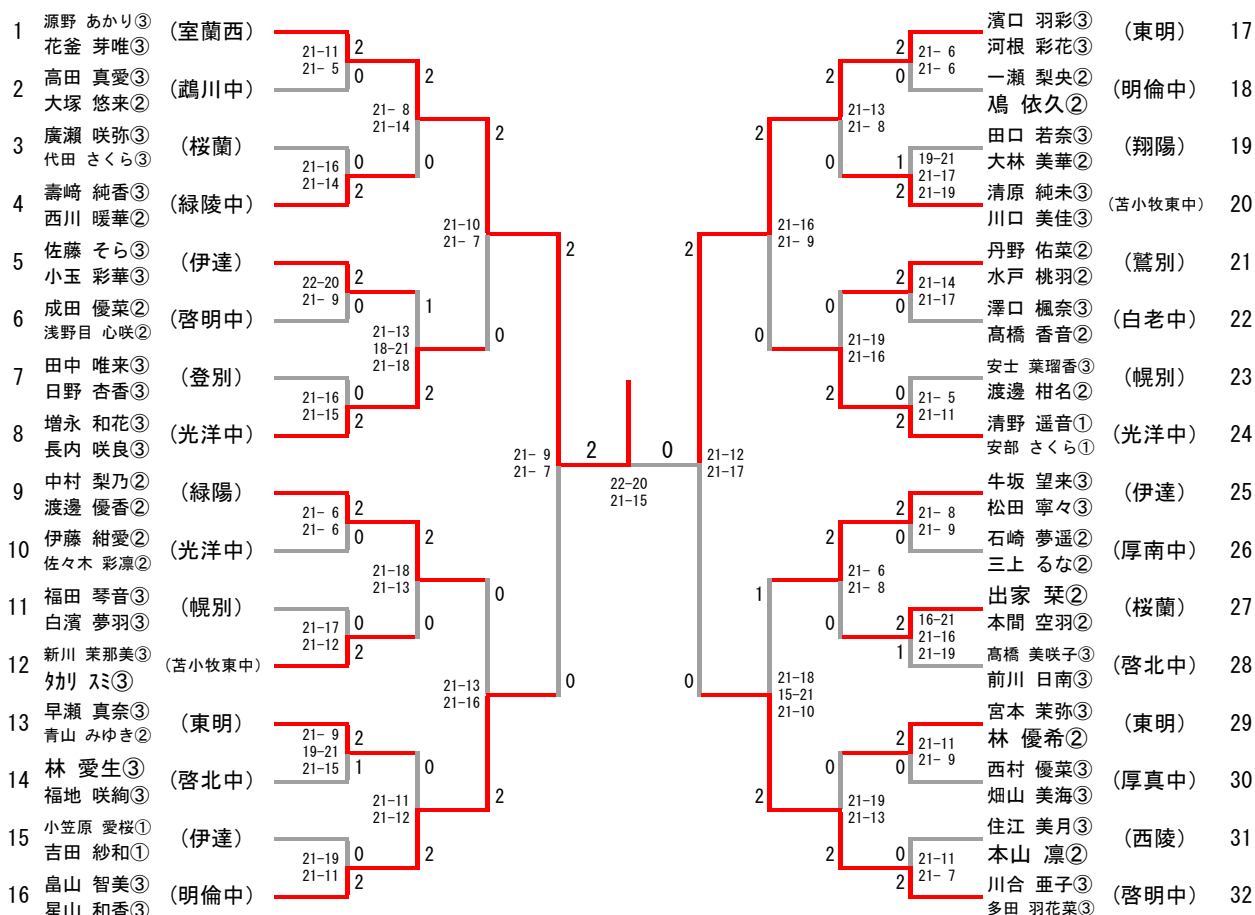 1 源野 あかり③ (室蘭西)
花釜 芽唯③
2 高田 真愛③ (鵡川中)
大塚 悠来②
3 廣瀬 咲弥③ (桜蘭)
代田 さくら③
4 壽﨑 純香③ (緑陵中)
西川 暖華②
5 佐藤 そら③ (伊達)
小玉 彩華③
6 成田 優菜② (啓明中)
浅野目 心咲②
7 田中 唯来③ (登別)
日野 杏香③
8 増永 和花③ (光洋中)
長内 咲良③
9 中村 梨乃② (緑陽)
渡邊 優香②
10 伊藤 紺愛② (光洋中)
佐々木 彩凛②
11 福田 琴音③ (幌別)
白濱 夢羽③
12 新川 茉那美③ (苫小牧東中)
タカリ スミ③
13 早瀬 真奈③ (東明)
青山 みゆき②
14 林 愛生③ (啓北中)
福地 咲絢③
15 小笠原 愛桜① (伊達)
吉田 紗和①
16 畠山 智美③ (明倫中)
星山 和香③
21-11 2
21- 5 0
21-16 0
21-14 2
22-20 2
21- 9 0
21-16 0
21-15 2
21- 6 2
21- 6 0
21-17 0
21-12 2
21- 9 2
19-21
21-15 1
21-19 0
21-11 2
21- 8 2
21-14 0
21-13 1
18-21
21-18 2
21-18 2
21-13 0
21-11 0
21-12 2
21-10 2
21- 7 0
21-13 0
21-16 2
21- 9 2
21- 7 0
2 0
22-20
21-15
2 21-12
0 21-17
2 21-16
0 21- 9
1 21-18
15-21
2 21-10
2 21-13
0 21- 8
0 21-19
2 21-16
2 21- 6
0 21- 8
0 21-19
2 21-13
2 21- 6
0 21- 6
1 19-21
21-17
2 21-19
2 21-14
0 21-17
0 21- 5
2 21-11
2 21- 8
0 21- 9
2 16-21
21-16
1 21-19
2 21-11
0 21- 9
0 21-11
2 21- 7
濱口 羽彩③ (東明) 17
河根 彩花③
一瀬 梨央② (明倫中) 18
鳰 依久②
田口 若奈③ (翔陽) 19
大林 美華②
清原 純未③ (苫小牧東中) 20
川口 美佳③
丹野 佑菜② (鷲別) 21
水戸 桃羽②
澤口 楓奈③ (白老中) 22
髙橋 香音②
安士 葉瑠香③ (幌別) 23
渡邊 柑名②
清野 遥音① (光洋中) 24
安部 さくら①
牛坂 望来③ (伊達) 25
松田 寧々③
石崎 夢遥② (厚南中) 26
三上 るな②
出家 栞② (桜蘭) 27
本間 空羽②
髙橋 美咲子③ (啓北中) 28
前川 日南③
宮本 茉弥③ (東明) 29
林 優希②
西村 優菜③ (厚真中) 30
畑山 美海③
住江 美月③ (西陵) 31
本山 凛②
川合 亜子③ (啓明中) 32
多田 羽花菜③